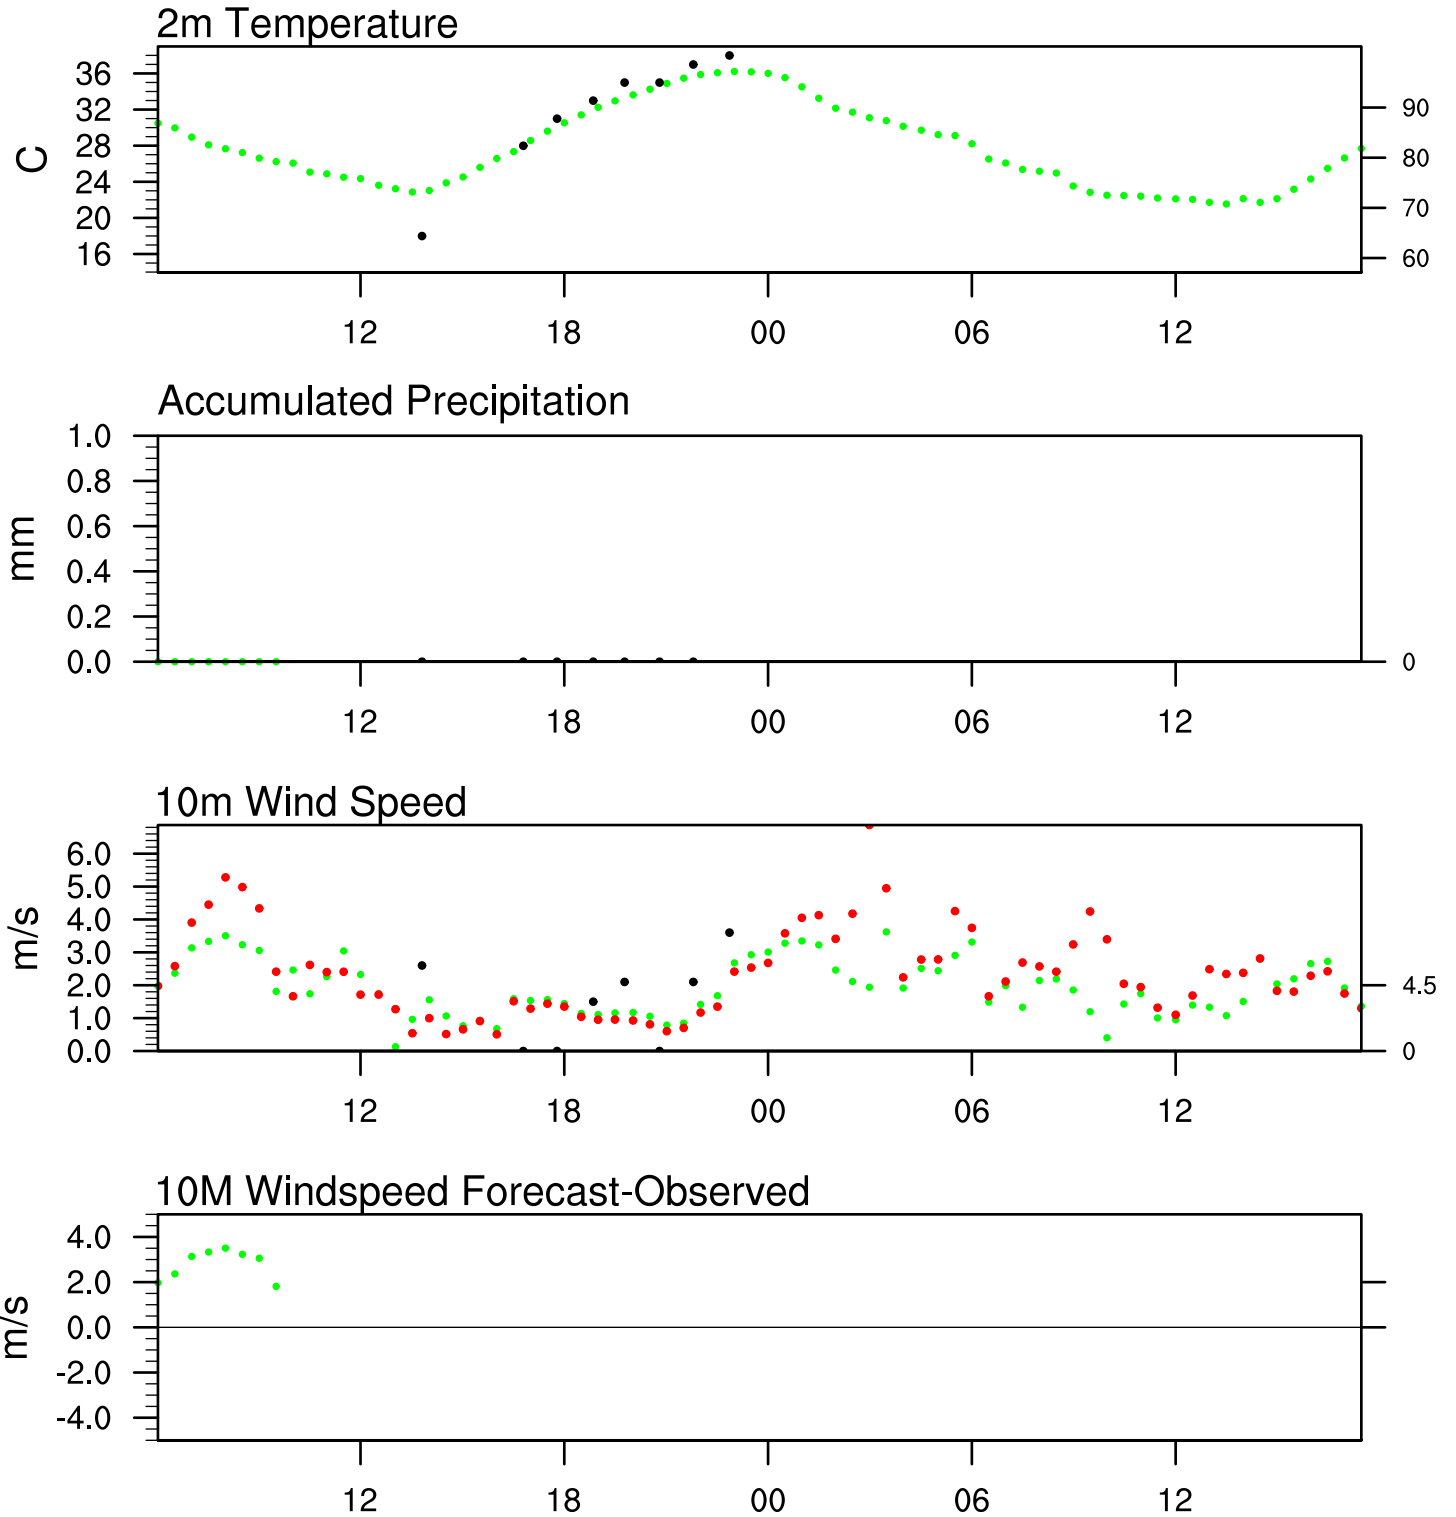 2m Temperature
C
36
32
28
24
20
16
90
80
70
60
12 18 00 06 12
Accumulated Precipitation
mm
1.0
0.8
0.6
0.4
0.2
0.0
0
12 18 00 06 12
10m Wind Speed
m/s
6.0
5.0
4.0
3.0
2.0
1.0
0.0
4.5
0
12 18 00 06 12
10M Windspeed Forecast-Observed
m/s
4.0
2.0
0.0
-2.0
-4.0
12 18 00 06 12